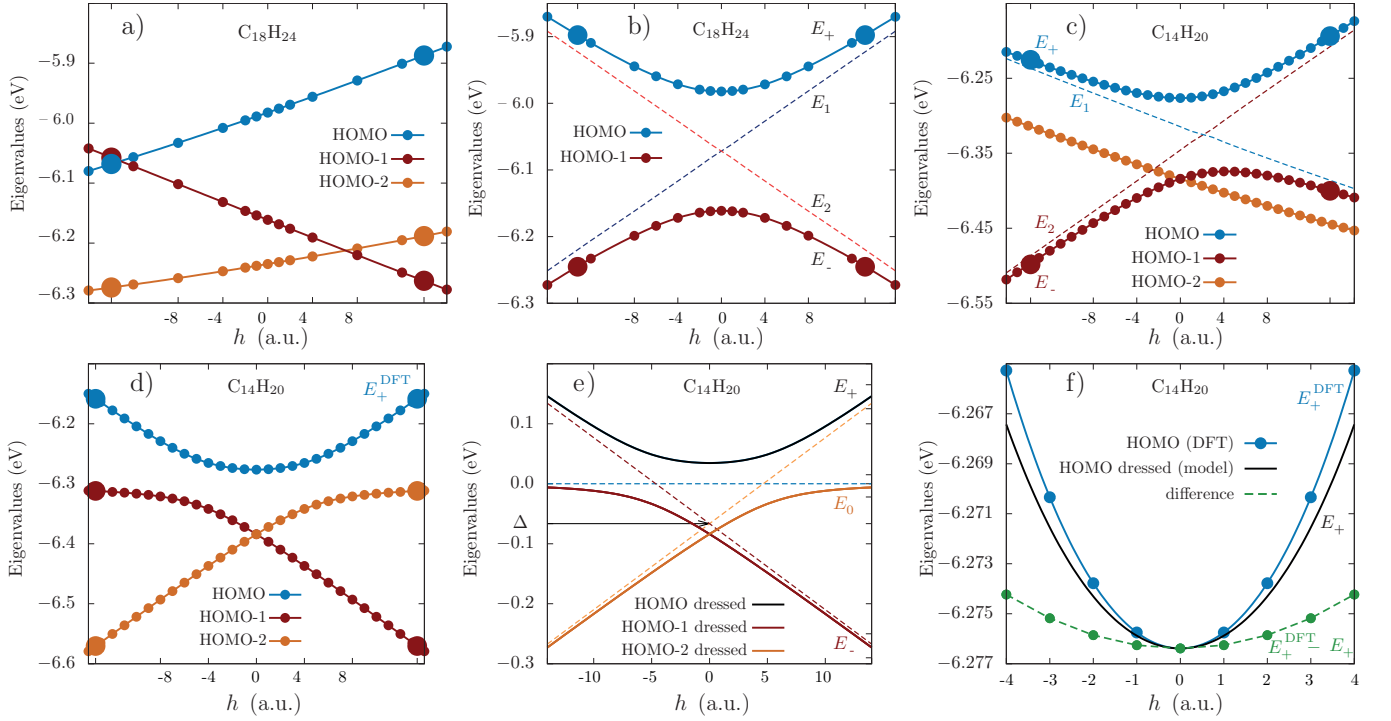 a)
C₁₈H₂₄
Eigenvalues (eV)
−5.9
−6.0
−6.1
−6.2
−6.3
HOMO
HOMO-1
HOMO-2
-8 -4 0 4 8
h (a.u.)
b)
C₁₈H₂₄
Eigenvalues (eV)
−5.9
−6.0
−6.1
−6.2
−6.3
HOMO
HOMO-1
E₊
E₁
E₂
E₋
-8 -4 0 4 8
h (a.u.)
c)
C₁₄H₂₀
Eigenvalues (eV)
−6.25
−6.35
−6.45
−6.55
E₊
E₁
E₂
E₋
HOMO
HOMO-1
HOMO-2
-8 -4 0 4 8
h (a.u.)
d)
C₁₄H₂₀
E₊ᴰᶠᵀ
Eigenvalues (eV)
−6.2
−6.3
−6.4
−6.5
−6.6
HOMO
HOMO-1
HOMO-2
-8 -4 0 4 8
h (a.u.)
e)
C₁₄H₂₀
E₊
Eigenvalues (eV)
0.1
0.0
−0.1
−0.2
−0.3
E₀
Δ
HOMO dressed
HOMO-1 dressed
HOMO-2 dressed
E₋
-10 -5 0 5 10
h (a.u.)
f)
C₁₄H₂₀
E₊ᴰᶠᵀ
Eigenvalues (eV)
−6.267
−6.269
−6.271
−6.273
−6.275
−6.277
HOMO (DFT)
HOMO dressed (model)
difference
E₊
E₊ᴰᶠᵀ − E₊
-4 -3 -2 -1 0 1 2 3 4
h (a.u.)